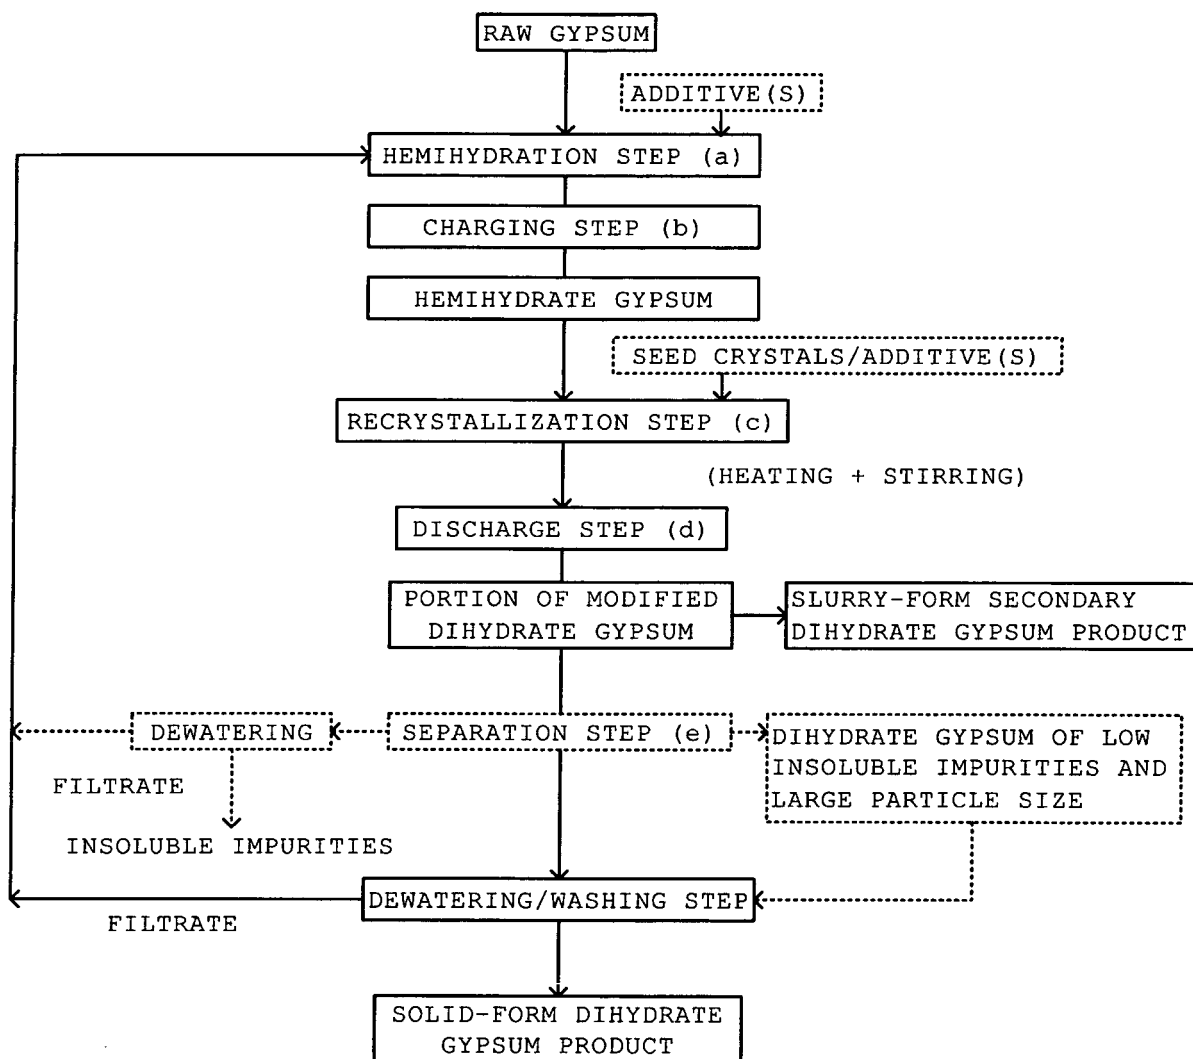 RAW GYPSUM
ADDITIVE(S)
HEMIHYDRATION STEP (a)
CHARGING STEP (b)
HEMIHYDRATE GYPSUM
SEED CRYSTALS/ADDITIVE(S)
RECRYSTALLIZATION STEP (c)
(HEATING + STIRRING)
DISCHARGE STEP (d)
PORTION OF MODIFIED
DIHYDRATE GYPSUM
SLURRY-FORM SECONDARY
DIHYDRATE GYPSUM PRODUCT
DEWATERING
SEPARATION STEP (e)
DIHYDRATE GYPSUM OF LOW
INSOLUBLE IMPURITIES AND
LARGE PARTICLE SIZE
FILTRATE
INSOLUBLE IMPURITIES
DEWATERING/WASHING STEP
FILTRATE
SOLID-FORM DIHYDRATE
GYPSUM PRODUCT